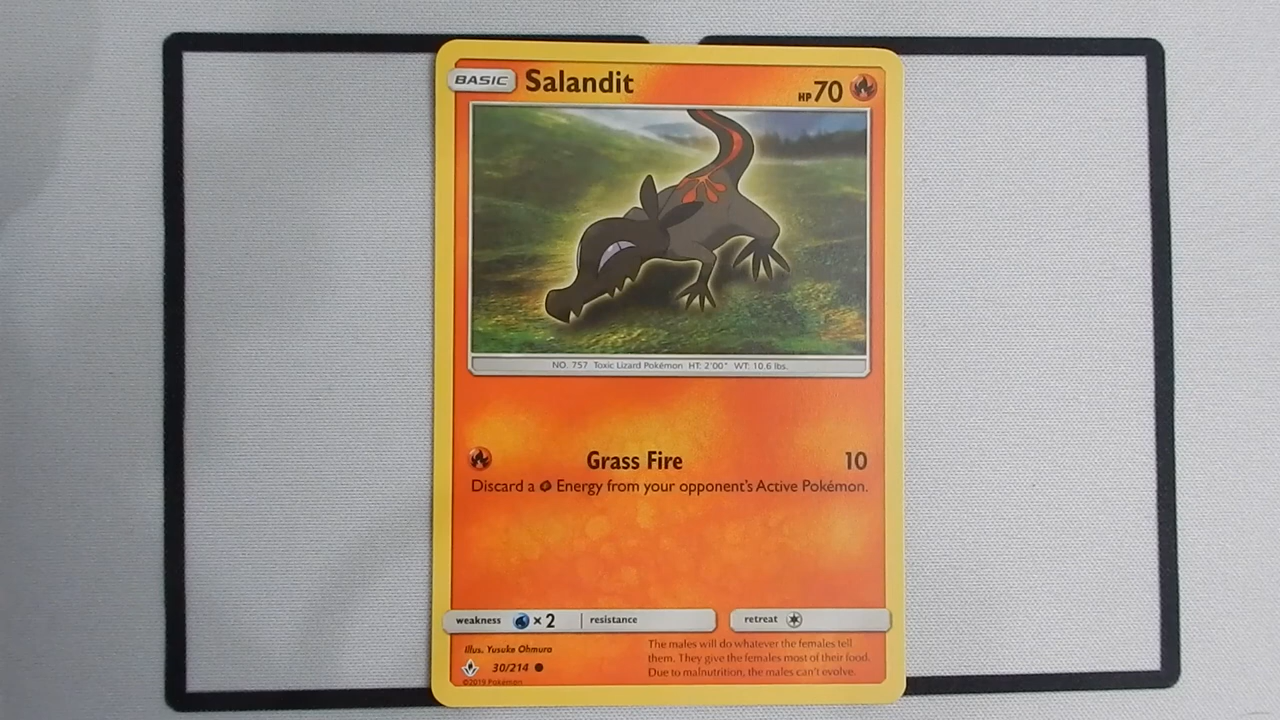 BASIC Salandit HP 70
NO. 757 Toxic Lizard Pokémon HT: 2'00" WT: 10.6 lbs.
Grass Fire 10
Discard a Energy from your opponent's Active Pokémon.
weakness × 2 resistance retreat
Illus. Yusuke Ohmura
30/214
©2019 Pokémon
The males will do whatever the females tell
them. They give the females most of their food.
Due to malnutrition, the males can't evolve.